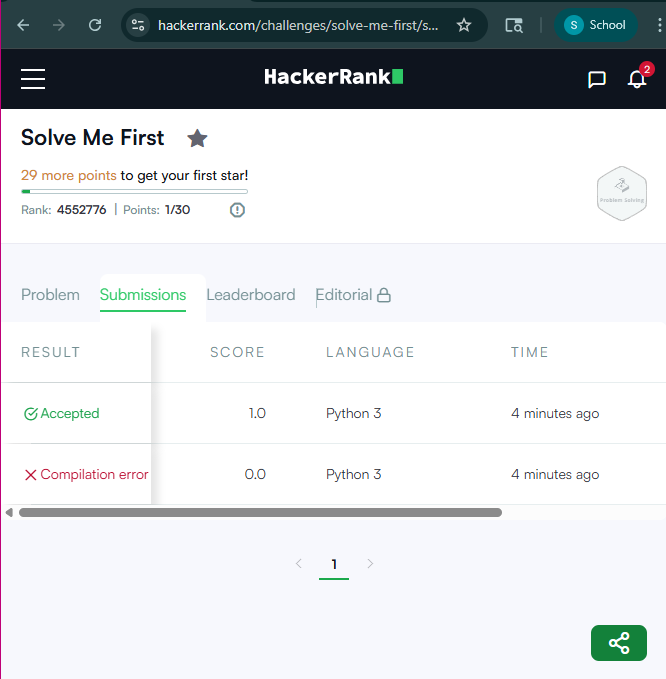 hackerrank.com/challenges/solve-me-first/s...
S School
HackerRank
2
Solve Me First
29 more points to get your first star!
Rank: 4552776 | Points: 1/30
Problem Solving
Problem Submissions Leaderboard Editorial
RESULT SCORE LANGUAGE TIME
Accepted 1.0 Python 3 4 minutes ago
Compilation error 0.0 Python 3 4 minutes ago
1